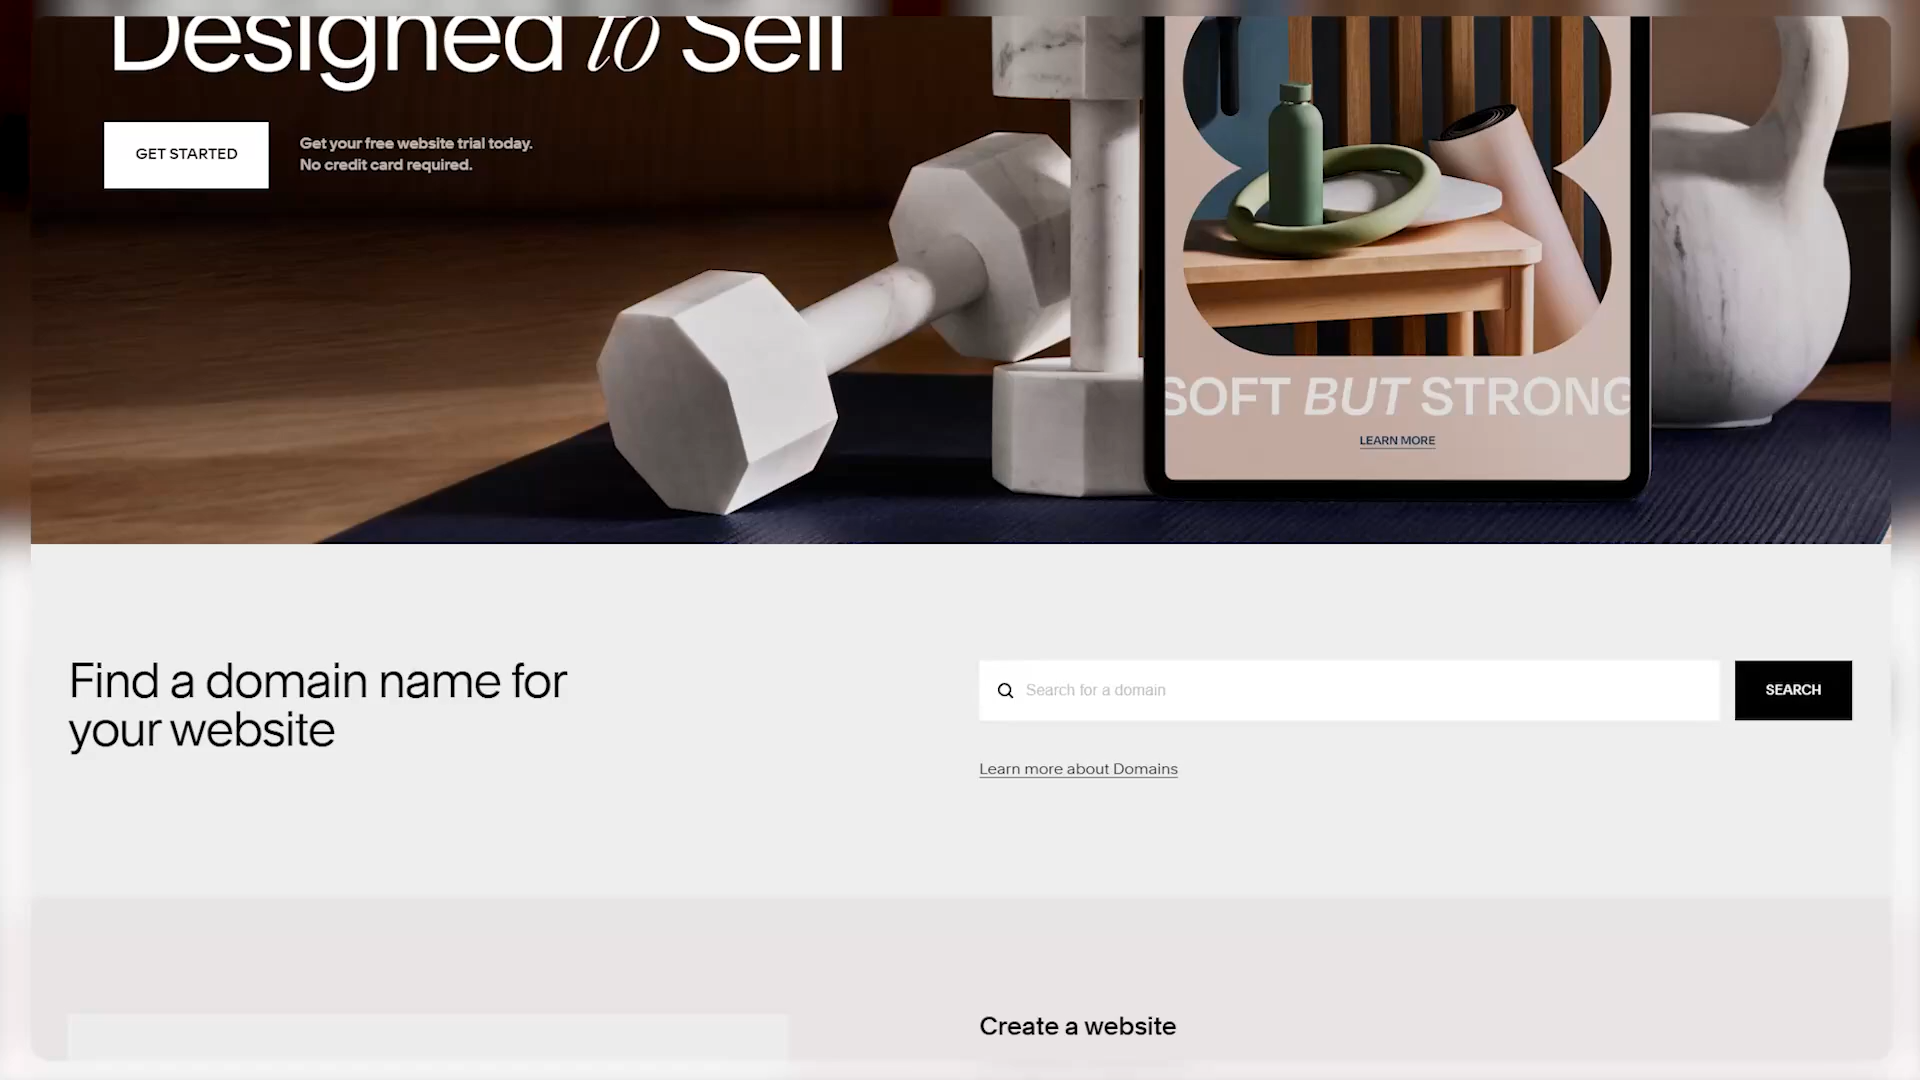 Designed to Sell
GET STARTED
Get your free website trial today.
No credit card required.
SOFT BUT STRONG
LEARN MORE
Find a domain name for
your website
Search for a domain
SEARCH
Learn more about Domains
Create a website